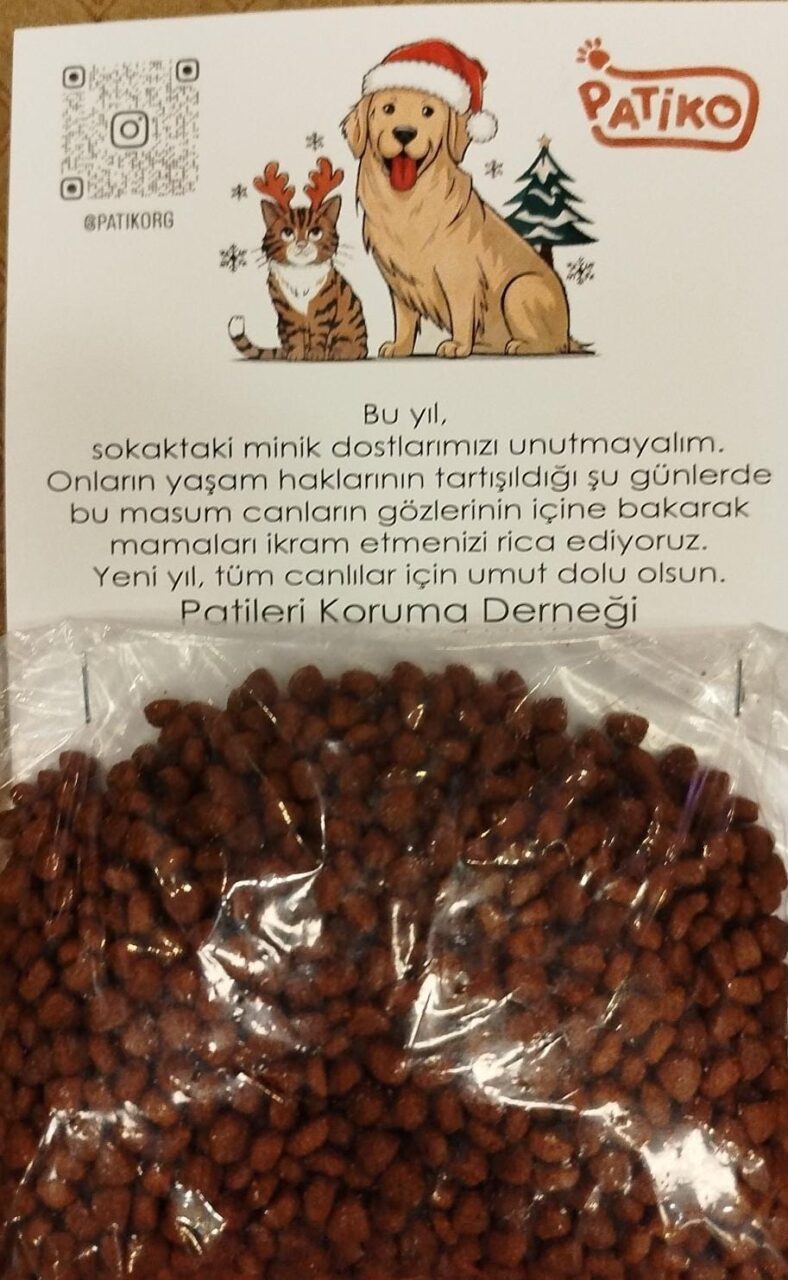 PATiKO
@PATIKORG
Bu yıl,
sokaktaki minik dostlarımızı unutmayalım.
Onların yaşam haklarının tartışıldığı şu günlerde
bu masum canların gözlerinin içine bakarak
mamaları ikram etmenizi rica ediyoruz.
Yeni yıl, tüm canlılar için umut dolu olsun.
Patileri Koruma Derneği